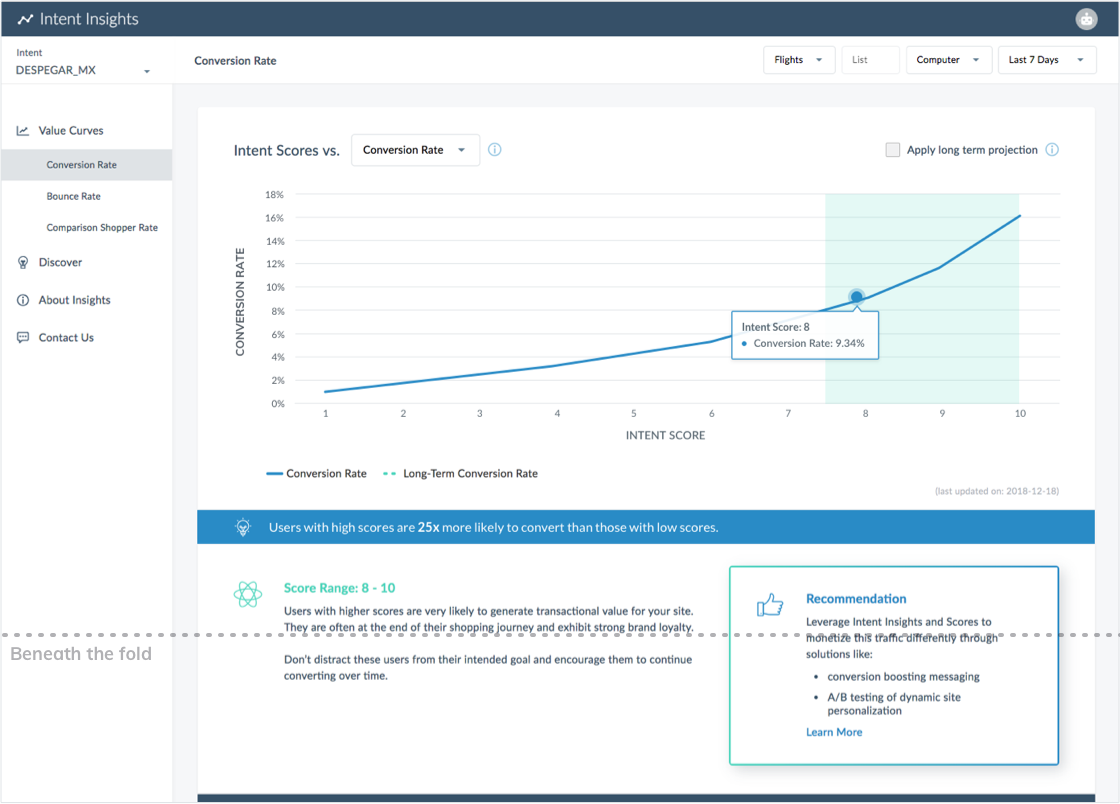 Intent Insights
Intent
DESPEGAR_MX
Conversion Rate
Flights
List
Computer
Last 7 Days
Value Curves
Conversion Rate
Bounce Rate
Comparison Shopper Rate
Discover
About Insights
Contact Us
Intent Scores vs.
Conversion Rate
Apply long term projection
CONVERSION RATE
18%
16%
14%
12%
10%
8%
6%
4%
2%
0%
Intent Score: 8
Conversion Rate: 9.34%
1 2 3 4 5 6 7 8 9 10
INTENT SCORE
Conversion Rate
Long-Term Conversion Rate
(last updated on: 2018-12-18)
Users with high scores are 25x more likely to convert than those with low scores.
Score Range: 8 - 10
Users with higher scores are very likely to generate transactional value for your site.
They are often at the end of their shopping journey and exhibit strong brand loyalty.
Don't distract these users from their intended goal and encourage them to continue
converting over time.
Recommendation
Leverage Intent Insights and Scores to
monetize this traffic differently through
solutions like:
• conversion boosting messaging
• A/B testing of dynamic site
personalization
Learn More
Beneath the fold